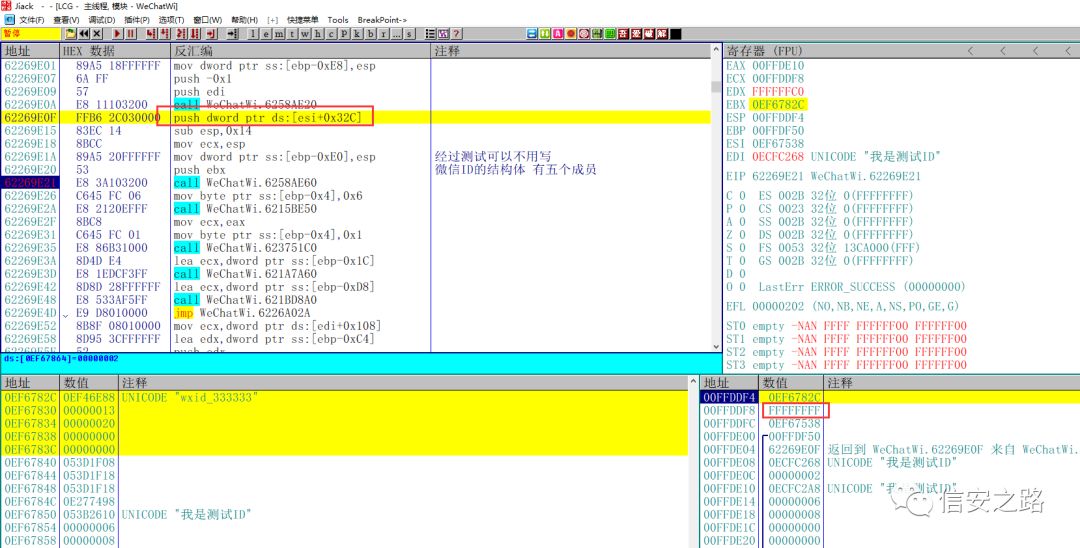 Jiack - - [LCG - 主线程, 模块 - WeChatWi]
文件(F) 查看(V) 调试(D) 插件(P) 选项(T) 窗口(W) 帮助(H) [+] 快捷菜单 Tools BreakPoint->
暂停 l e m t w h c P k b r ... s 吾 爱 破 解
地址 HEX 数据 反汇编 注释
62269E01 89A5 18FFFFFF mov dword ptr ss:[ebp-0xE8],esp
62269E07 6A FF push -0x1
62269E09 57 push edi
62269E0A E8 11103200 call WeChatWi.6258AE20
62269E0F FFB6 2C030000 push dword ptr ds:[esi+0x32C]
62269E15 83EC 14 sub esp,0x14
62269E18 8BCC mov ecx,esp
62269E1A 89A5 20FFFFFF mov dword ptr ss:[ebp-0xE0],esp 经过测试可以不用写
62269E20 53 push ebx 微信ID的结构体 有五个成员
62269E21 E8 3A103200 call WeChatWi.6258AE60
62269E26 C645 FC 06 mov byte ptr ss:[ebp-0x4],0x6
62269E2A E8 2120EFFF call WeChatWi.6215BE50
62269E2F 8BC8 mov ecx,eax
62269E31 C645 FC 01 mov byte ptr ss:[ebp-0x4],0x1
62269E35 E8 86B31000 call WeChatWi.623751C0
62269E3A 8D4D E4 lea ecx,dword ptr ss:[ebp-0x1C]
62269E3D E8 1EDCF3FF call WeChatWi.621A7A60
62269E42 8D8D 28FFFFFF lea ecx,dword ptr ss:[ebp-0xD8]
62269E48 E8 533AF5FF call WeChatWi.621BD8A0
62269E4D E9 D8010000 jmp WeChatWi.6226A02A
62269E52 8B8F 08010000 mov ecx,dword ptr ds:[edi+0x108]
62269E58 8D95 3CFFFFFF lea edx,dword ptr ss:[ebp-0xC4]
62269E5E 52 push edx
ds:[0EF67864]=00000002
寄存器 (FPU) < < < <
EAX 00FFDE10
ECX 00FFDDF8
EDX FFFFFFC0
EBX 0EF6782C
ESP 00FFDDF4
EBP 00FFDF50
ESI 0EF67538
EDI 0ECFC268 UNICODE "我是测试ID"
EIP 62269E21 WeChatWi.62269E21
C 0 ES 002B 32位 0(FFFFFFFF)
P 0 CS 0023 32位 0(FFFFFFFF)
A 0 SS 002B 32位 0(FFFFFFFF)
Z 0 DS 002B 32位 0(FFFFFFFF)
S 0 FS 0053 32位 13CA000(FFF)
T 0 GS 002B 32位 0(FFFFFFFF)
D 0
O 0 LastErr ERROR_SUCCESS (00000000)
EFL 00000202 (NO,NB,NE,A,NS,PO,GE,G)
ST0 empty -NAN FFFF FFFFFF00 FFFFFF00
ST1 empty -NAN FFFF FFFFFF00 FFFFFF00
ST2 empty -NAN FFFF FFFFFF00 FFFFFF00
ST3 empty -NAN FFFF FFFFFF00 FFFFFF00
地址 数值 注释
0EF6782C 0EF46E88 UNICODE "wxid_333333"
0EF67830 00000013
0EF67834 00000020
0EF67838 00000000
0EF6783C 00000000
0EF67840 053D1F08
0EF67844 053D1F18
0EF67848 053D1F18
0EF6784C 0E277498
0EF67850 053B2610 UNICODE "我是测试ID"
0EF67854 00000006
0EF67858 00000008
地址 数值 注释
00FFDDF4 0EF6782C
00FFDDF8 FFFFFFFF
00FFDDFC 0EF67538
00FFDE00 00FFDF50
00FFDE04 62269E0F 返回到 WeChatWi.62269E0F 来自 WeChatWi.
00FFDE08 0ECFC268 UNICODE "我是测试ID"
00FFDE0C 00000002
00FFDE10 0ECFC2A8 UNICODE "我是测试ID"
00FFDE14 00000006
00FFDE18 00000008
00FFDE1C 00000000
00FFDE20 00000000
信安之路